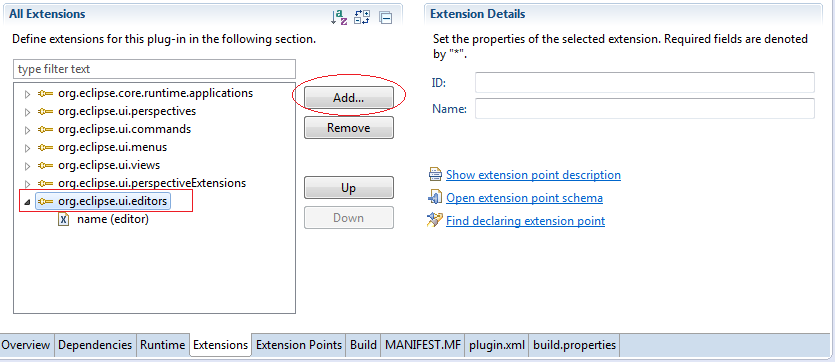 All Extensions
Define extensions for this plug-in in the following section.
type filter text
org.eclipse.core.runtime.applications
org.eclipse.ui.perspectives
org.eclipse.ui.commands
org.eclipse.ui.menus
org.eclipse.ui.views
org.eclipse.ui.perspectiveExtensions
org.eclipse.ui.editors
name (editor)
Add...
Remove
Up
Down
Extension Details
Set the properties of the selected extension. Required fields are denoted
by "*".
ID:
Name:
Show extension point description
Open extension point schema
Find declaring extension point
Overview Dependencies Runtime Extensions Extension Points Build MANIFEST.MF plugin.xml build.properties